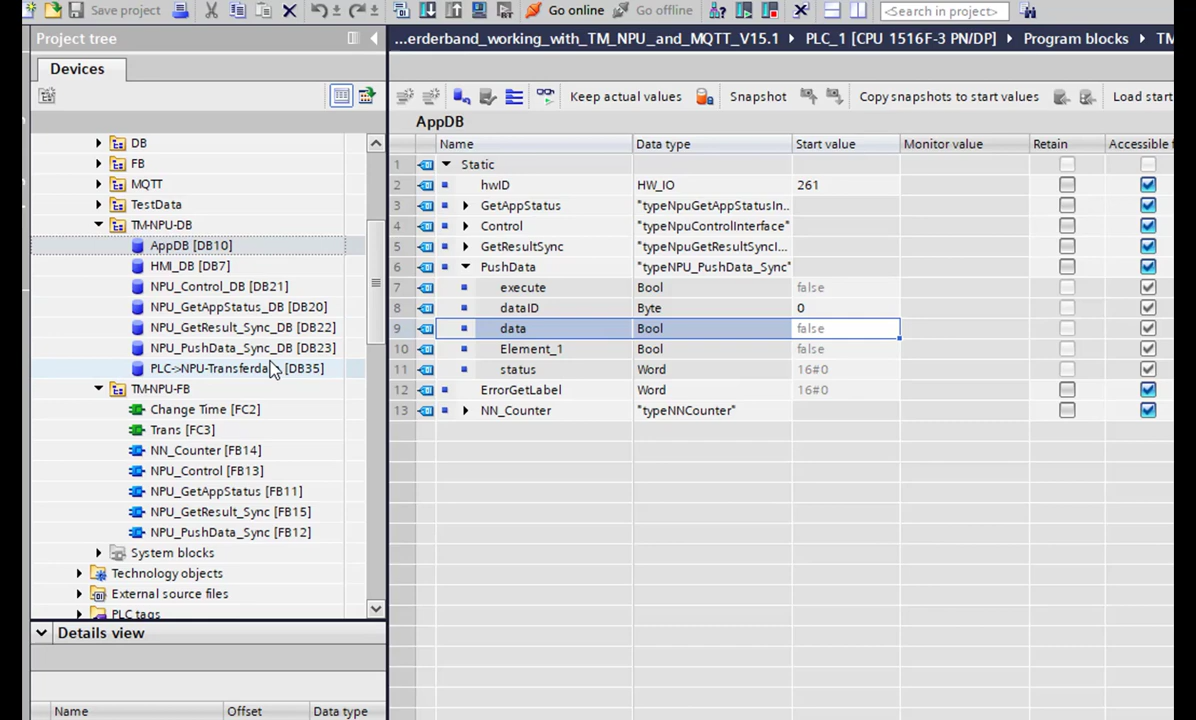 Save project
Go online
Go offline
<Search in project>
Project tree
...erderband_working_with_TM_NPU_and_MQTT_V15.1
PLC_1 [CPU 1516F-3 PN/DP]
Program blocks
Devices
Keep actual values
Snapshot
Copy snapshots to start values
AppDB
Name Data type Start value Monitor value Retain
1 Static
2 hwID HW_IO 261
3 GetAppStatus "typeNpuGetAppStatusIn..
4 Control "typeNpuControlInterface"
5 GetResultSync "typeNpuGetResultSyncI...
6 PushData "typeNPU_PushData_Sync"
7 execute Bool false
8 dataID Byte 0
9 data Bool false
10 Element_1 Bool false
11 status Word 16#0
12 ErrorGetLabel Word 16#0
13 NN_Counter "typeNNCounter"
DB
FB
MQTT
TestData
TM-NPU-DB
AppDB [DB10]
HMI_DB [DB7]
NPU_Control_DB [DB21]
NPU_GetAppStatus_DB [DB20]
NPU_GetResult_Sync_DB [DB22]
NPU_PushData_Sync_DB [DB23]
PLC->NPU-Transferda [DB35]
TM-NPU-FB
Change Time [FC2]
Trans [FC3]
NN_Counter [FB14]
NPU_Control [FB13]
NPU_GetAppStatus [FB11]
NPU_GetResult_Sync [FB15]
NPU_PushData_Sync [FB12]
System blocks
Technology objects
External source files
PLC tags
Details view
Name Offset Data type